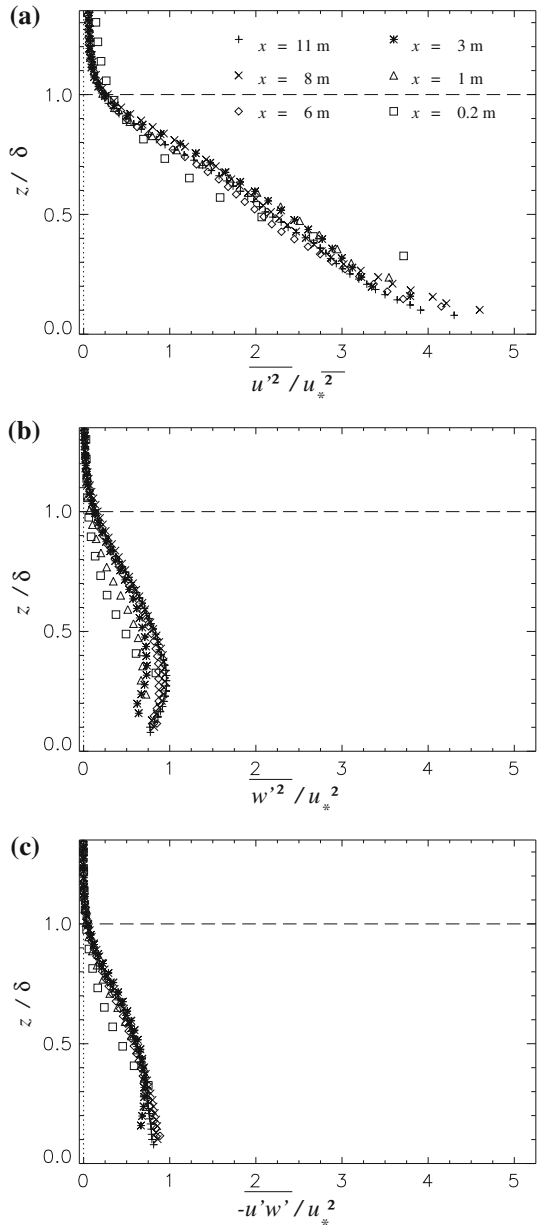 (a)
x = 11 m
x = 3 m
x = 8 m
x = 1 m
x = 6 m
x = 0.2 m
1.0
0.5
0.0
z / δ
0 1 2 3 4 5
u'² / u*²
(b)
1.0
0.5
0.0
z / δ
0 1 2 3 4 5
w'² / u*²
(c)
1.0
0.5
0.0
z / δ
0 1 2 3 4 5
-u'w' / u*²